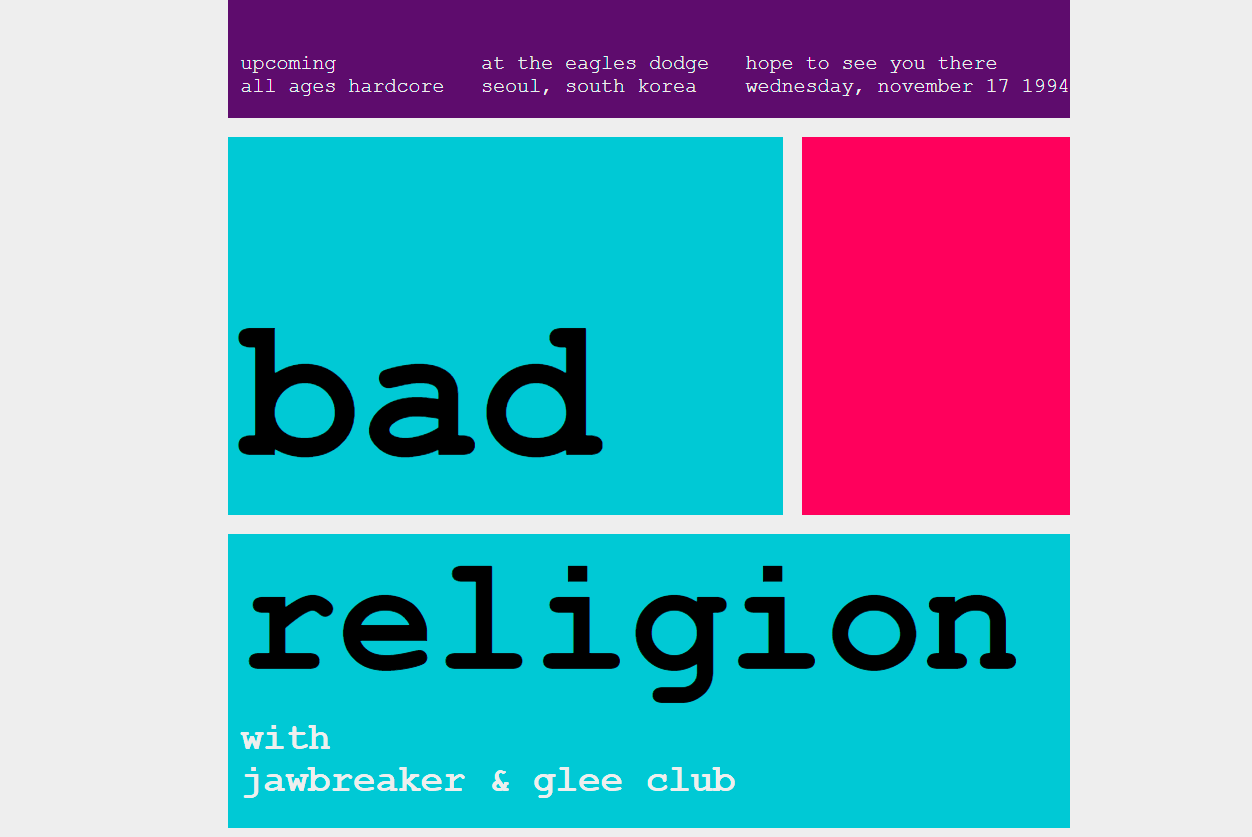 upcoming
all ages hardcore
at the eagles dodge
seoul, south korea
hope to see you there
wednesday, november 17 1994
bad
religion
with
jawbreaker & glee club